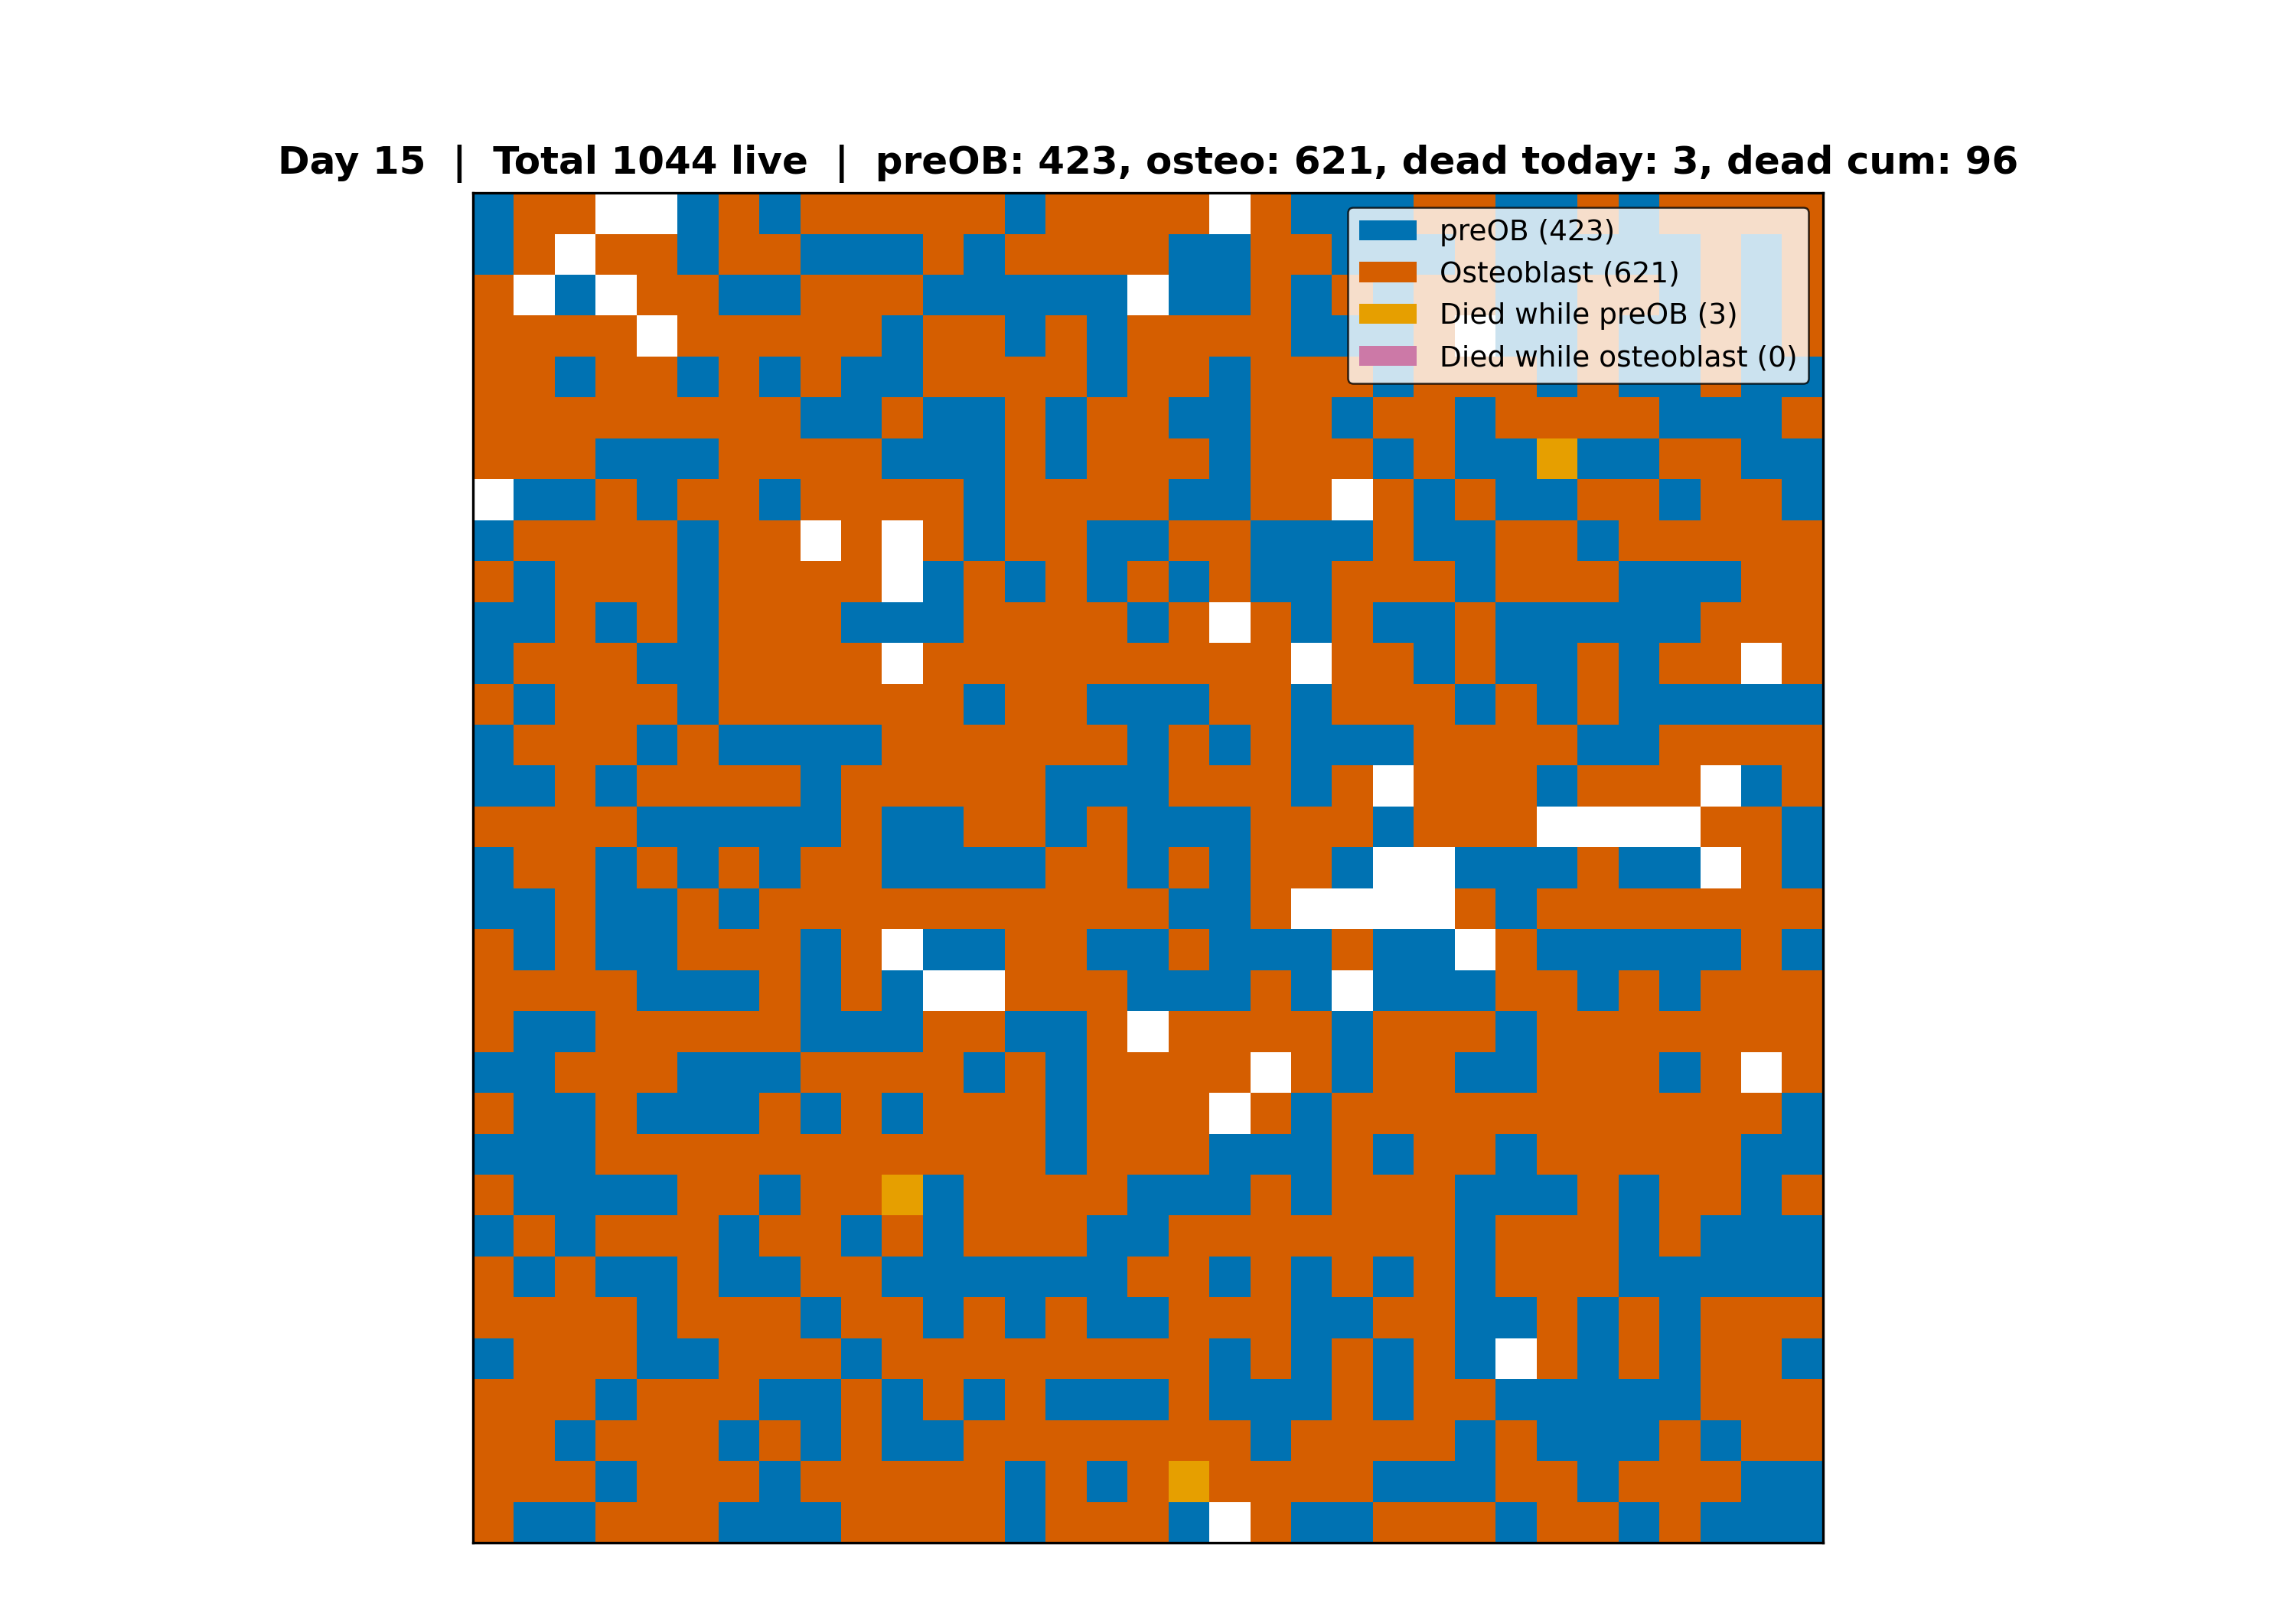 Day 15 | Total 1044 live | preOB: 423, osteo: 621, dead today: 3, dead cum: 96
preOB (423)
Osteoblast (621)
Died while preOB (3)
Died while osteoblast (0)